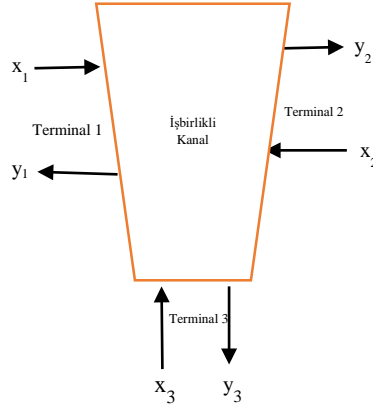 x1
y2
Terminal 1
İşbirlikli
Kanal
Terminal 2
y1
x2
Terminal 3
x3
y3